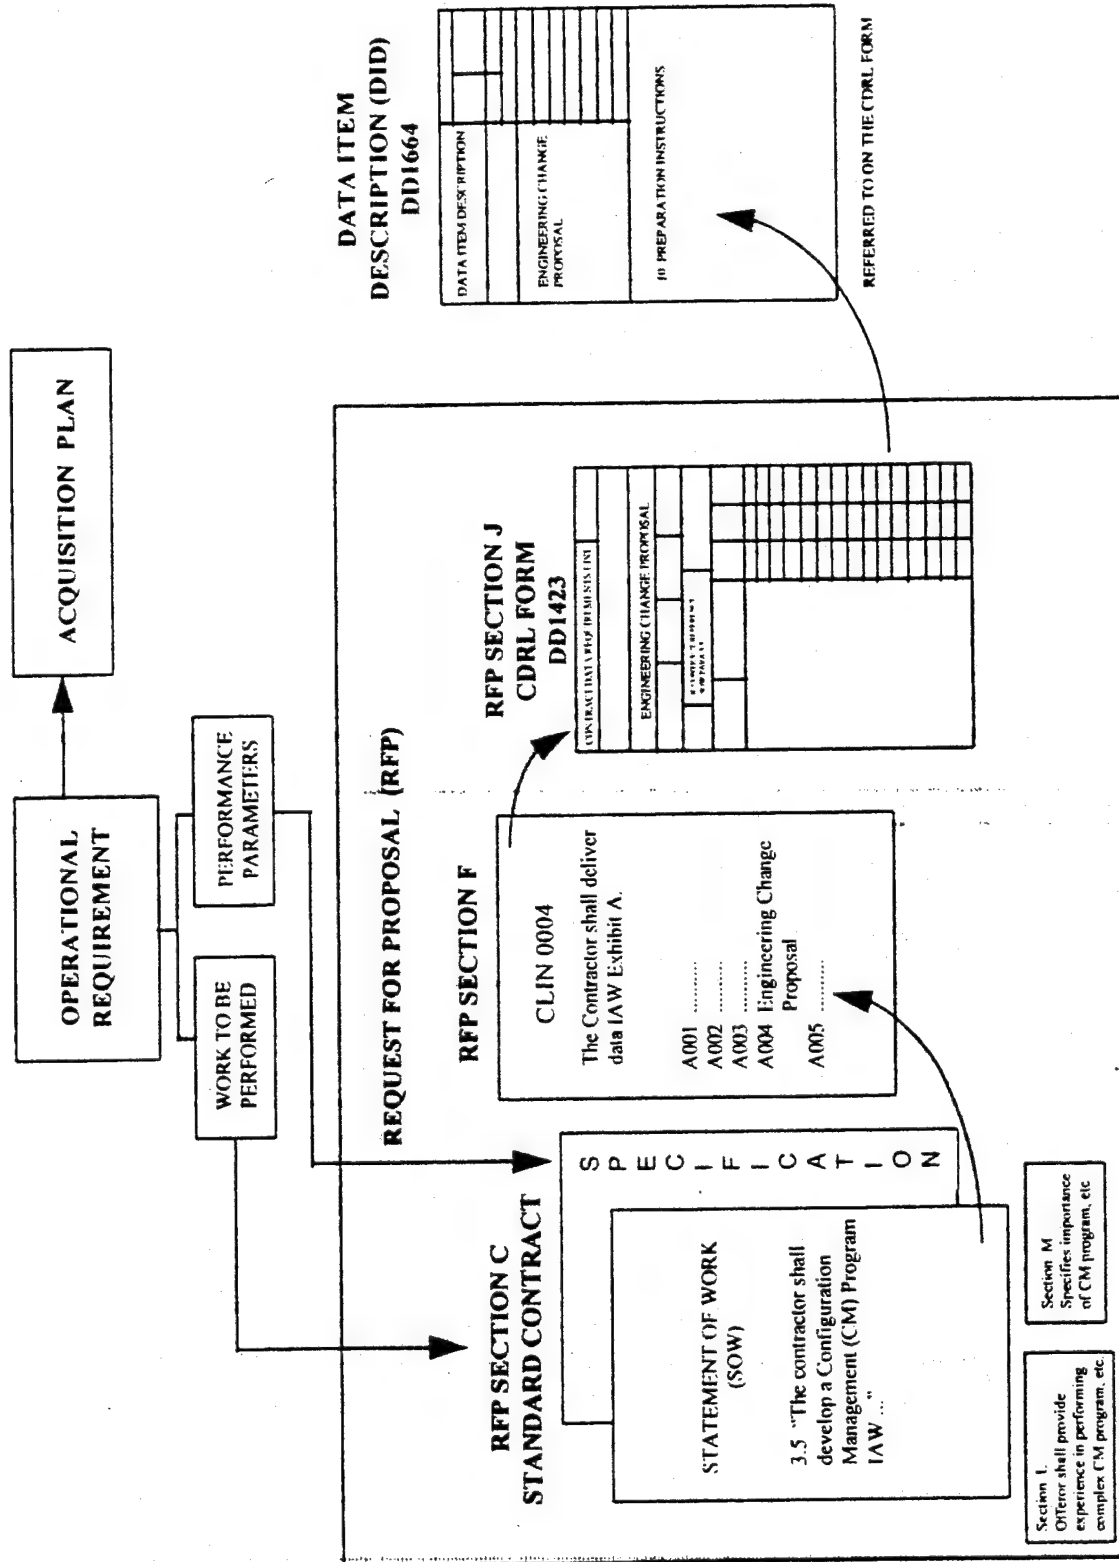 OPERATIONAL
REQUIREMENT
ACQUISITION PLAN
WORK TO BE
PERFORMED
PERFORMANCE
PARAMETERS
REQUEST FOR PROPOSAL (RFP)
RFP SECTION C
STANDARD CONTRACT
SPECIFICATION
STATEMENT OF WORK
(SOW)
3.5 "The contractor shall
develop a Configuration
Management (CM) Program
IAW ..."
Section L
Offeror shall provide
experience in performing
complex CM program, etc.
Section M
Specifies importance
of CM program, etc
RFP SECTION F
CLIN 0004
The Contractor shall deliver
data IAW Exhibit A.
A001 ..........
A002 ..........
A003 ..........
A004 Engineering Change
Proposal
A005 ..........
RFP SECTION J
CDRL FORM
DD1423
CONTRACT DATA REQUIREMENTS LIST
ENGINEERING CHANGE PROPOSAL
DATA ITEM
DESCRIPTION (DID)
DD1664
DATA ITEM DESCRIPTION
ENGINEERING CHANGE
PROPOSAL
10 PREPARATION INSTRUCTIONS
REFERRED TO ON THE CDRL FORM